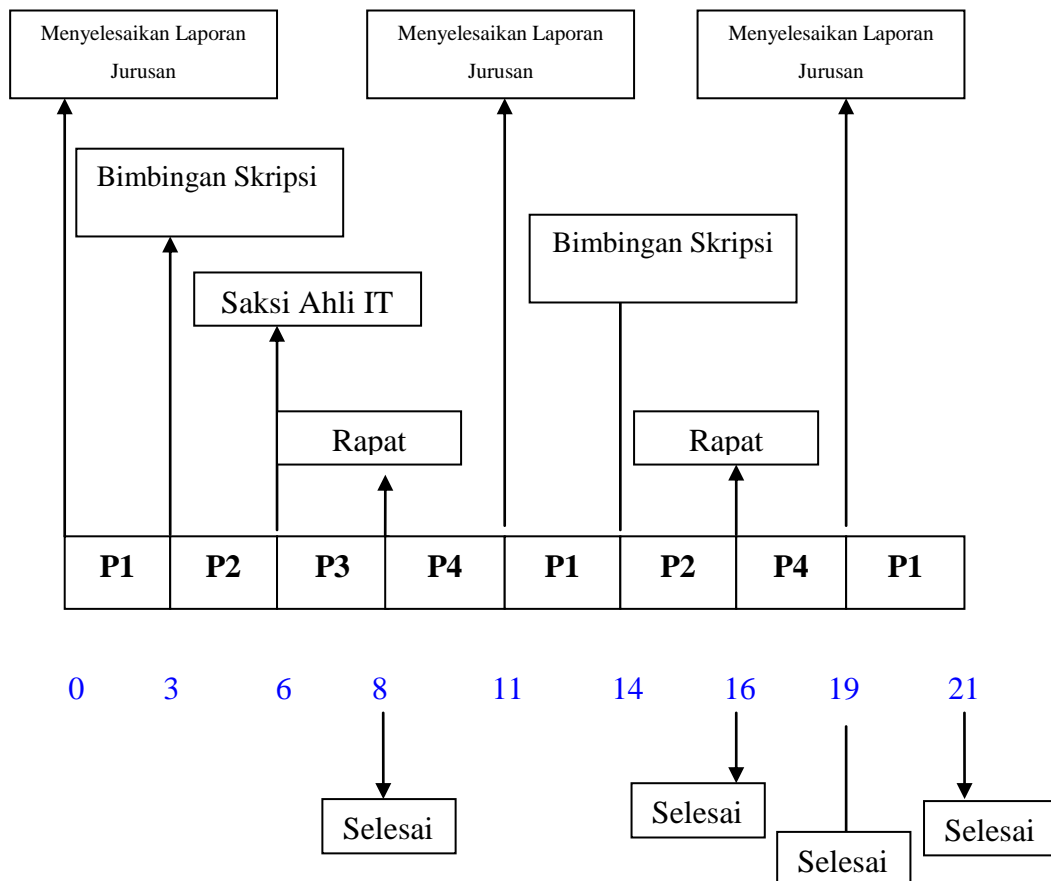 Menyelesaikan Laporan
Jurusan
Menyelesaikan Laporan
Jurusan
Menyelesaikan Laporan
Jurusan
Bimbingan Skripsi
Bimbingan Skripsi
Saksi Ahli IT
Rapat
Rapat
P1 P2 P3 P4 P1 P2 P4 P1
0 3 6 8 11 14 16 19 21
Selesai
Selesai
Selesai
Selesai